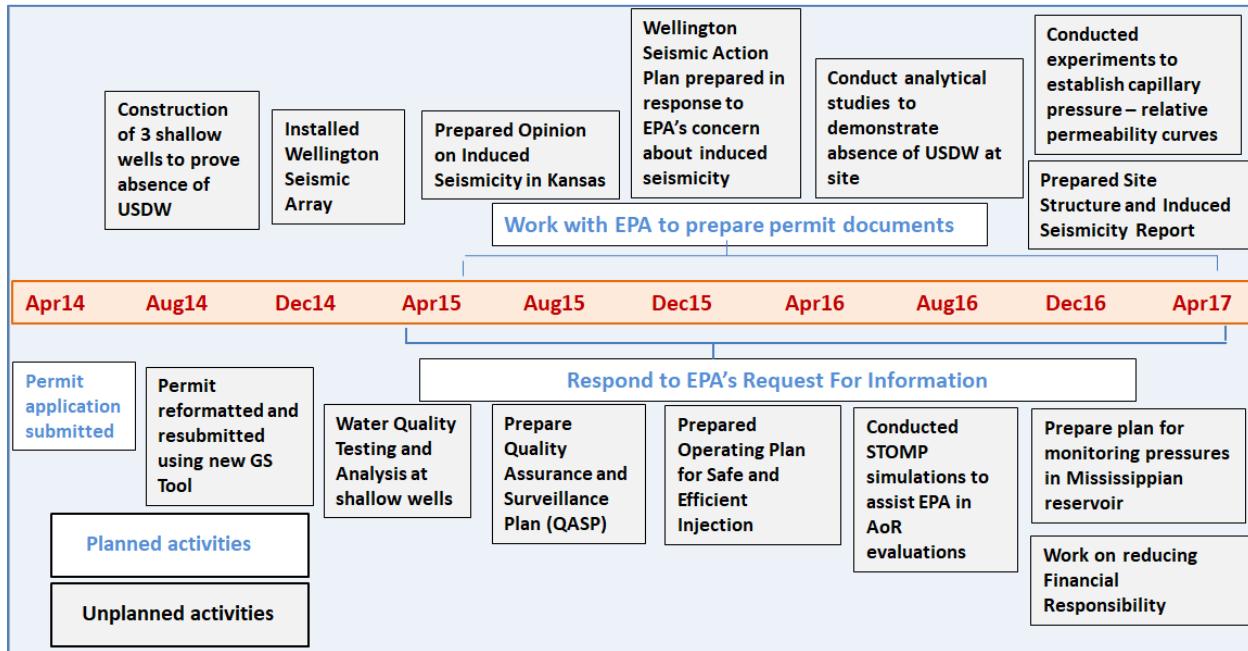 Construction
of 3 shallow
wells to prove
absence of
USDW
Installed
Wellington
Seismic
Array
Prepared Opinion
on Induced
Seismicity in Kansas
Wellington
Seismic Action
Plan prepared in
response to
EPA's concern
about induced
seismicity
Conduct analytical
studies to
demonstrate
absence of USDW at
site
Conducted
experiments to
establish capillary
pressure – relative
permeability curves
Prepared Site
Structure and Induced
Seismicity Report
Work with EPA to prepare permit documents
Apr14 Aug14 Dec14 Apr15 Aug15 Dec15 Apr16 Aug16 Dec16 Apr17
Respond to EPA's Request For Information
Permit
application
submitted
Permit
reformatted and
resubmitted
using new GS
Tool
Water Quality
Testing and
Analysis at
shallow wells
Prepare
Quality
Assurance and
Surveillance
Plan (QASP)
Prepared
Operating Plan
for Safe and
Efficient
Injection
Conducted
STOMP
simulations to
assist EPA in
AoR
evaluations
Prepare plan for
monitoring pressures
in Mississippian
reservoir
Work on reducing
Financial
Responsibility
Planned activities
Unplanned activities